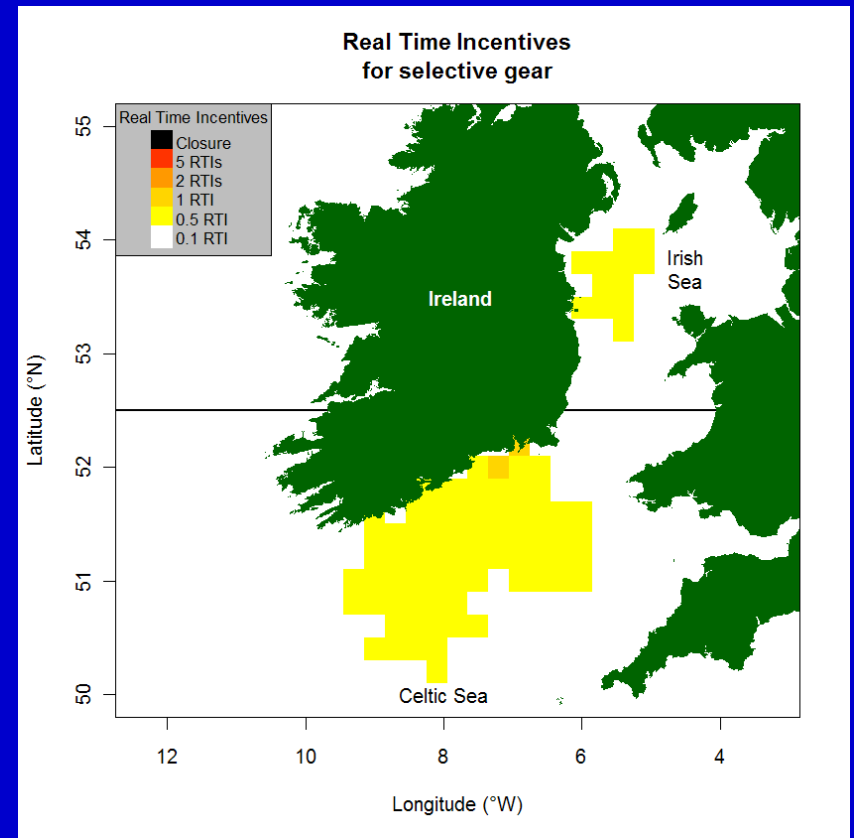 Real Time Incentives
for selective gear
Real Time Incentives
Closure
5 RTIs
2 RTIs
1 RTI
0.5 RTI
0.1 RTI
55
54
53
52
51
50
Latitude (°N)
Irish
Sea
Ireland
Celtic Sea
12
10
8
6
4
Longitude (°W)